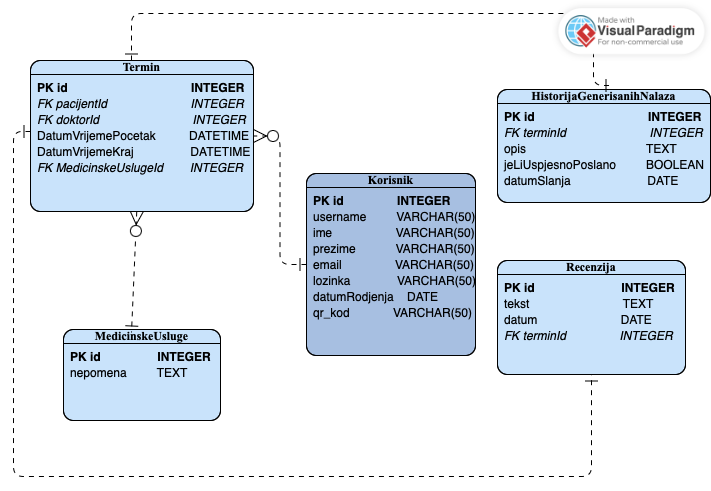 Made with
VisualParadigm
For non-commercial use
Termin
PK id INTEGER
FK pacijentId INTEGER
FK doktorId INTEGER
DatumVrijemePocetak DATETIME
DatumVrijemeKraj DATETIME
FK MedicinskeUslugeId INTEGER
HistorijaGenerisanihNalaza
PK id INTEGER
FK terminId INTEGER
opis TEXT
jeLiUspjesnoPoslano BOOLEAN
datumSlanja DATE
Korisnik
PK id INTEGER
username VARCHAR(50)
ime VARCHAR(50)
prezime VARCHAR(50)
email VARCHAR(50)
lozinka VARCHAR(50)
datumRodjenja DATE
qr_kod VARCHAR(50)
Recenzija
PK id INTEGER
tekst TEXT
datum DATE
FK terminId INTEGER
MedicinskeUsluge
PK id INTEGER
nepomena TEXT